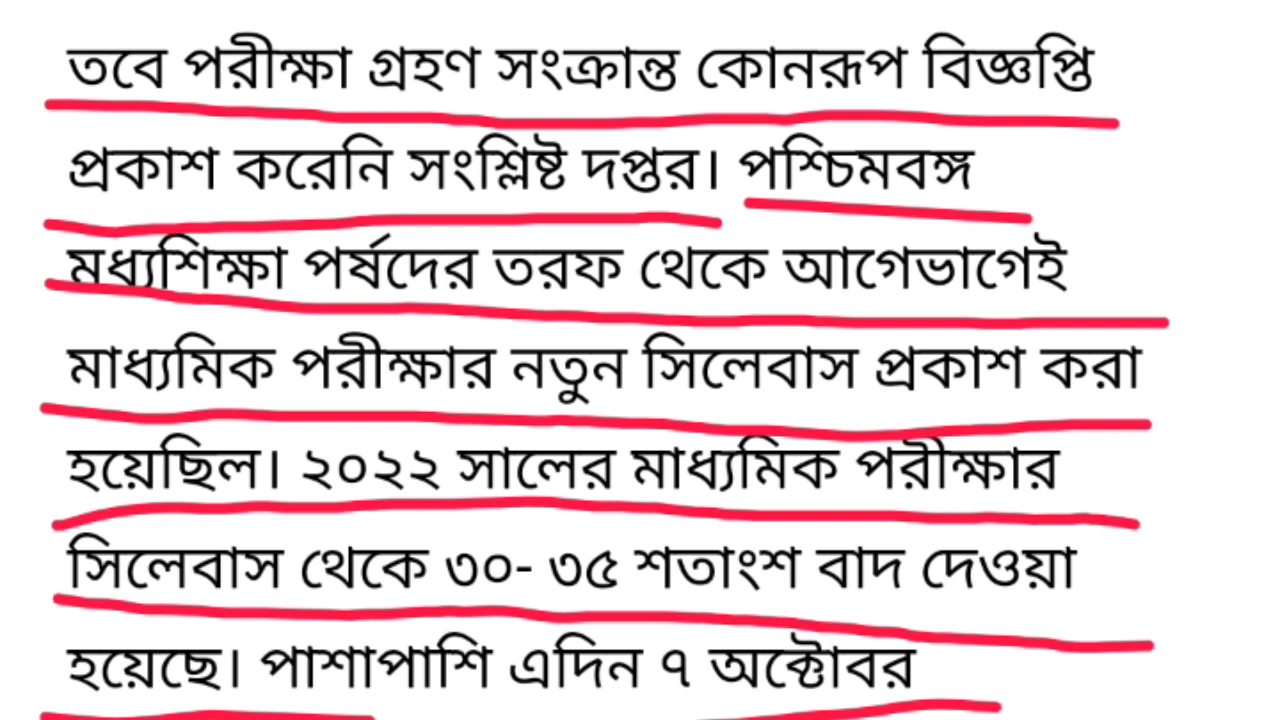 তবে পরীক্ষা গ্রহণ সংক্রান্ত কোনরূপ বিজ্ঞপ্তি
প্রকাশ করেনি সংশ্লিষ্ট দপ্তর। পশ্চিমবঙ্গ
মধ্যশিক্ষা পর্ষদের তরফ থেকে আগেভাগেই
মাধ্যমিক পরীক্ষার নতুন সিলেবাস প্রকাশ করা
হয়েছিল। ২০২২ সালের মাধ্যমিক পরীক্ষার
সিলেবাস থেকে ৩০- ৩৫ শতাংশ বাদ দেওয়া
হয়েছে। পাশাপাশি এদিন ৭ অক্টোবর